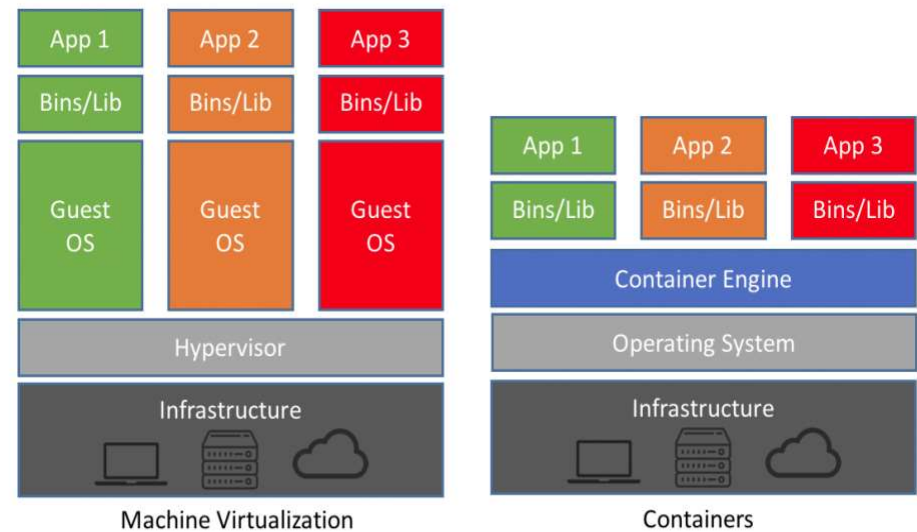 App 1 App 2 App 3
Bins/Lib Bins/Lib Bins/Lib
Guest Guest Guest
OS OS OS
Hypervisor
Infrastructure
Machine Virtualization
App 1 App 2 App 3
Bins/Lib Bins/Lib Bins/Lib
Container Engine
Operating System
Infrastructure
Containers